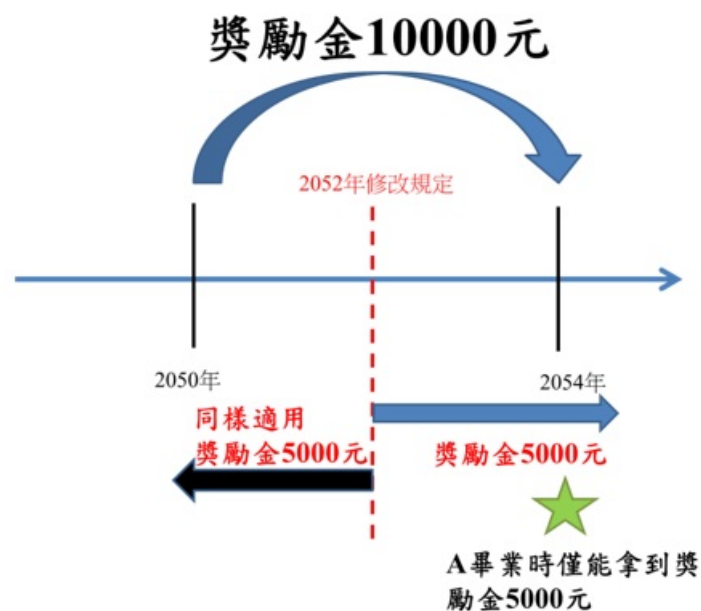 獎勵金10000元
2052年修改規定
2050年
2054年
同樣適用
獎勵金5000元
獎勵金5000元
A畢業時僅能拿到獎
勵金5000元